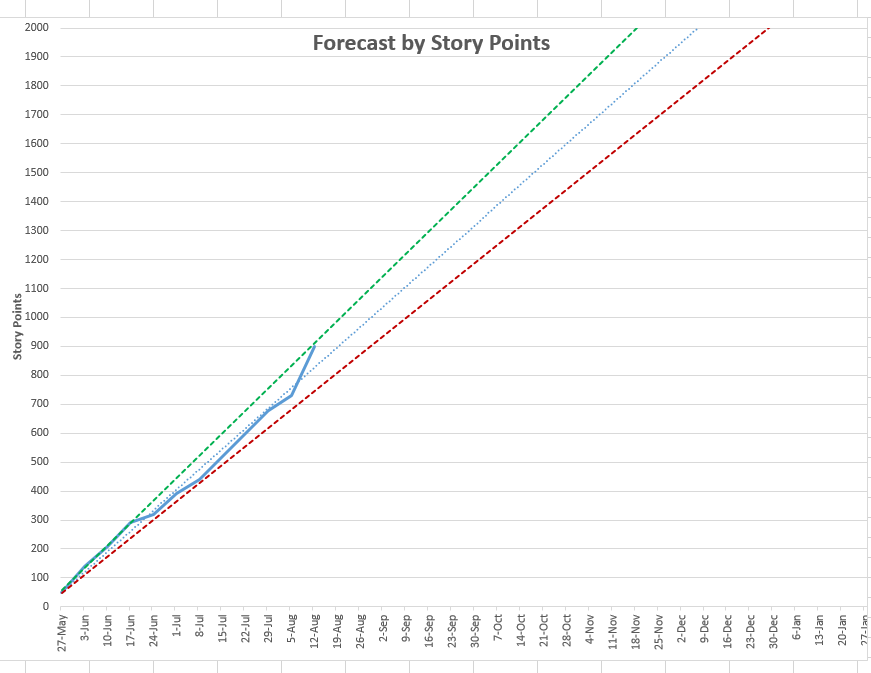 Forecast by Story Points
2000
1900
1800
1700
1600
1500
1400
1300
1200
1100
1000
900
800
700
600
500
400
300
200
100
0
Story Points
27-May
3-Jun
10-Jun
17-Jun
24-Jun
1-Jul
8-Jul
15-Jul
22-Jul
29-Jul
5-Aug
12-Aug
19-Aug
26-Aug
2-Sep
9-Sep
16-Sep
23-Sep
30-Sep
7-Oct
14-Oct
21-Oct
28-Oct
4-Nov
11-Nov
18-Nov
25-Nov
2-Dec
9-Dec
16-Dec
23-Dec
30-Dec
6-Jan
13-Jan
20-Jan
27-Jan